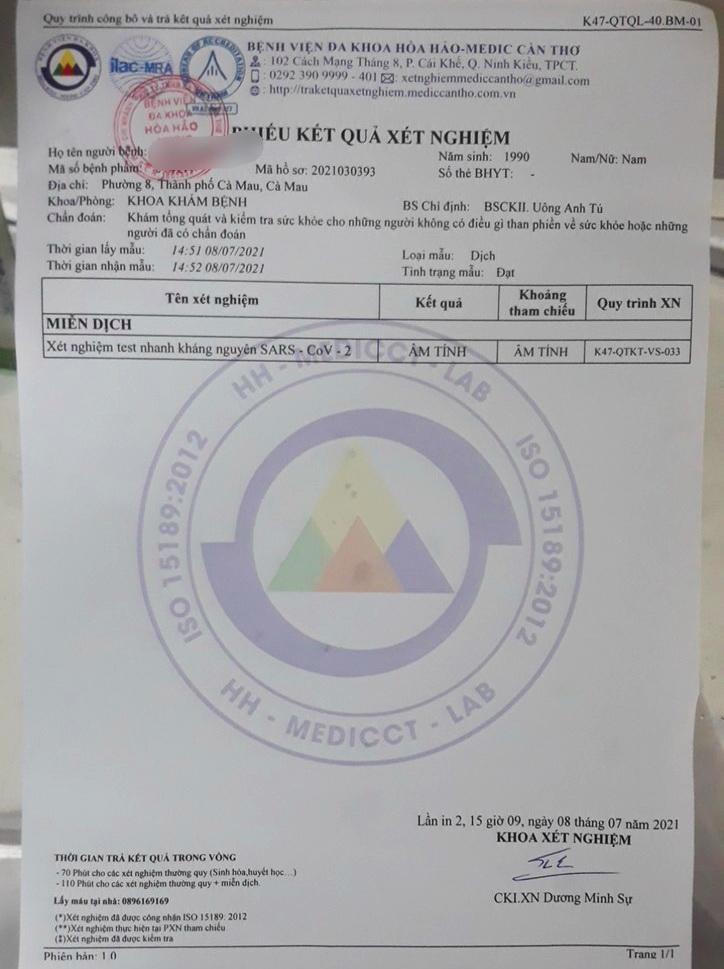 Quy trình công bố và trả kết quả xét nghiệm K47-QTQL-40.BM-01
ilac-MRA
BỆNH VIỆN ĐA KHOA HÒA HẢO-MEDIC CẦN THƠ
: 102 Cách Mạng Tháng 8, P. Cái Khế, Q. Ninh Kiều, TPCT.
: 0292 390 9999 - 401 : xetnghiemmediccantho@gmail.com
: http://traketquaxetnghiem.mediccantho.com.vn
BỆNH VIỆN
ĐA KHOA
HÒA HẢO
PHIẾU KẾT QUẢ XÉT NGHIỆM
Họ tên người bệnh: Năm sinh: 1990 Nam/Nữ: Nam
Mã số bệnh phẩm: Mã hồ sơ: 2021030393 Số thẻ BHYT: -
Địa chỉ: Phường 8, Thành phố Cà Mau, Cà Mau
Khoa/Phòng: KHOA KHÁM BỆNH BS Chỉ định: BSCKII. Uông Anh Tú
Chẩn đoán: Khám tổng quát và kiểm tra sức khỏe cho những người không có điều gì than phiền về sức khỏe hoặc những
người đã có chẩn đoán
Thời gian lấy mẫu: 14:51 08/07/2021 Loại mẫu: Dịch
Thời gian nhận mẫu: 14:52 08/07/2021 Tình trạng mẫu: Đạt
Tên xét nghiệm Kết quả Khoảng tham chiếu Quy trình XN
MIỄN DỊCH
Xét nghiệm test nhanh kháng nguyên SARS - CoV - 2 ÂM TÍNH ÂM TÍNH K47-QTKT-VS-033
HH - MEDICCT - LAB
ISO 15189:2012
ISO 15189:2012
HH - MEDICCT - LAB
Lần in 2, 15 giờ 09, ngày 08 tháng 07 năm 2021
KHOA XÉT NGHIỆM
CKI.XN Dương Minh Sự
THỜI GIAN TRẢ KẾT QUẢ TRONG VÒNG
- 70 Phút cho các xét nghiệm thường quy (Sinh hóa,huyết học...)
- 110 Phút cho các xét nghiệm thường quy + miễn dịch.
Lấy máu tại nhà: 0896169169
(*)Xét nghiệm đã được công nhận ISO 15189: 2012
(**)Xét nghiệm thực hiện tại PXN tham chiếu
(‡)Xét nghiệm đã được kiểm tra
Phiên bản: 1.0 Trang 1/1